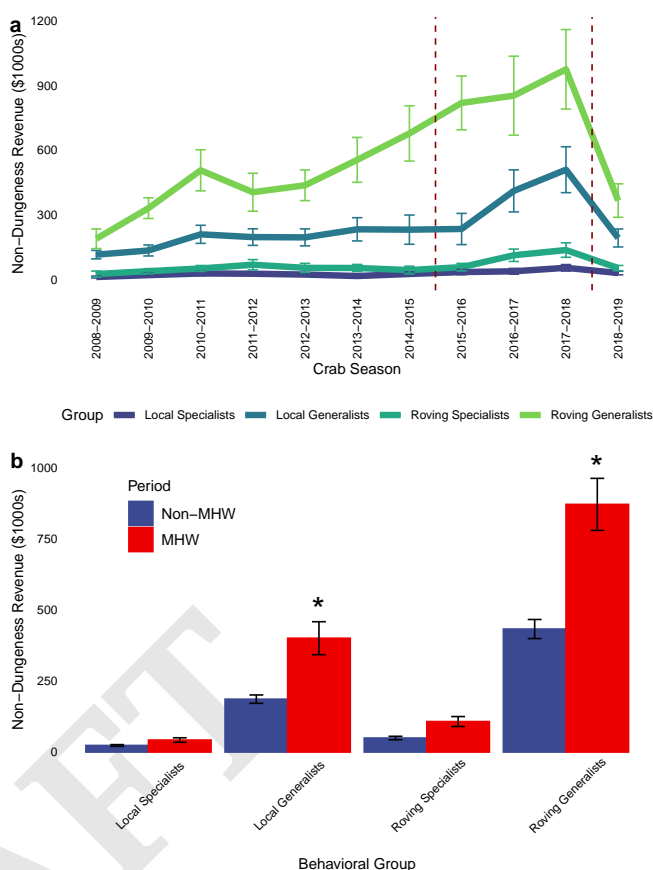 a
Non−Dungeness Revenue ($1000s)
1200
900
600
300
0
2008−2009
2009−2010
2010−2011
2011−2012
2012−2013
2013−2014
2014−2015
2015−2016
2016−2017
2017−2018
2018−2019
Crab Season
Group Local Specialists Local Generalists Roving Specialists Roving Generalists
b
Non−Dungeness Revenue ($1000s)
1000
750
500
250
0
Period
Non−MHW
MHW
*
*
Local Specialists
Local Generalists
Roving Specialists
Roving Generalists
Behavioral Group